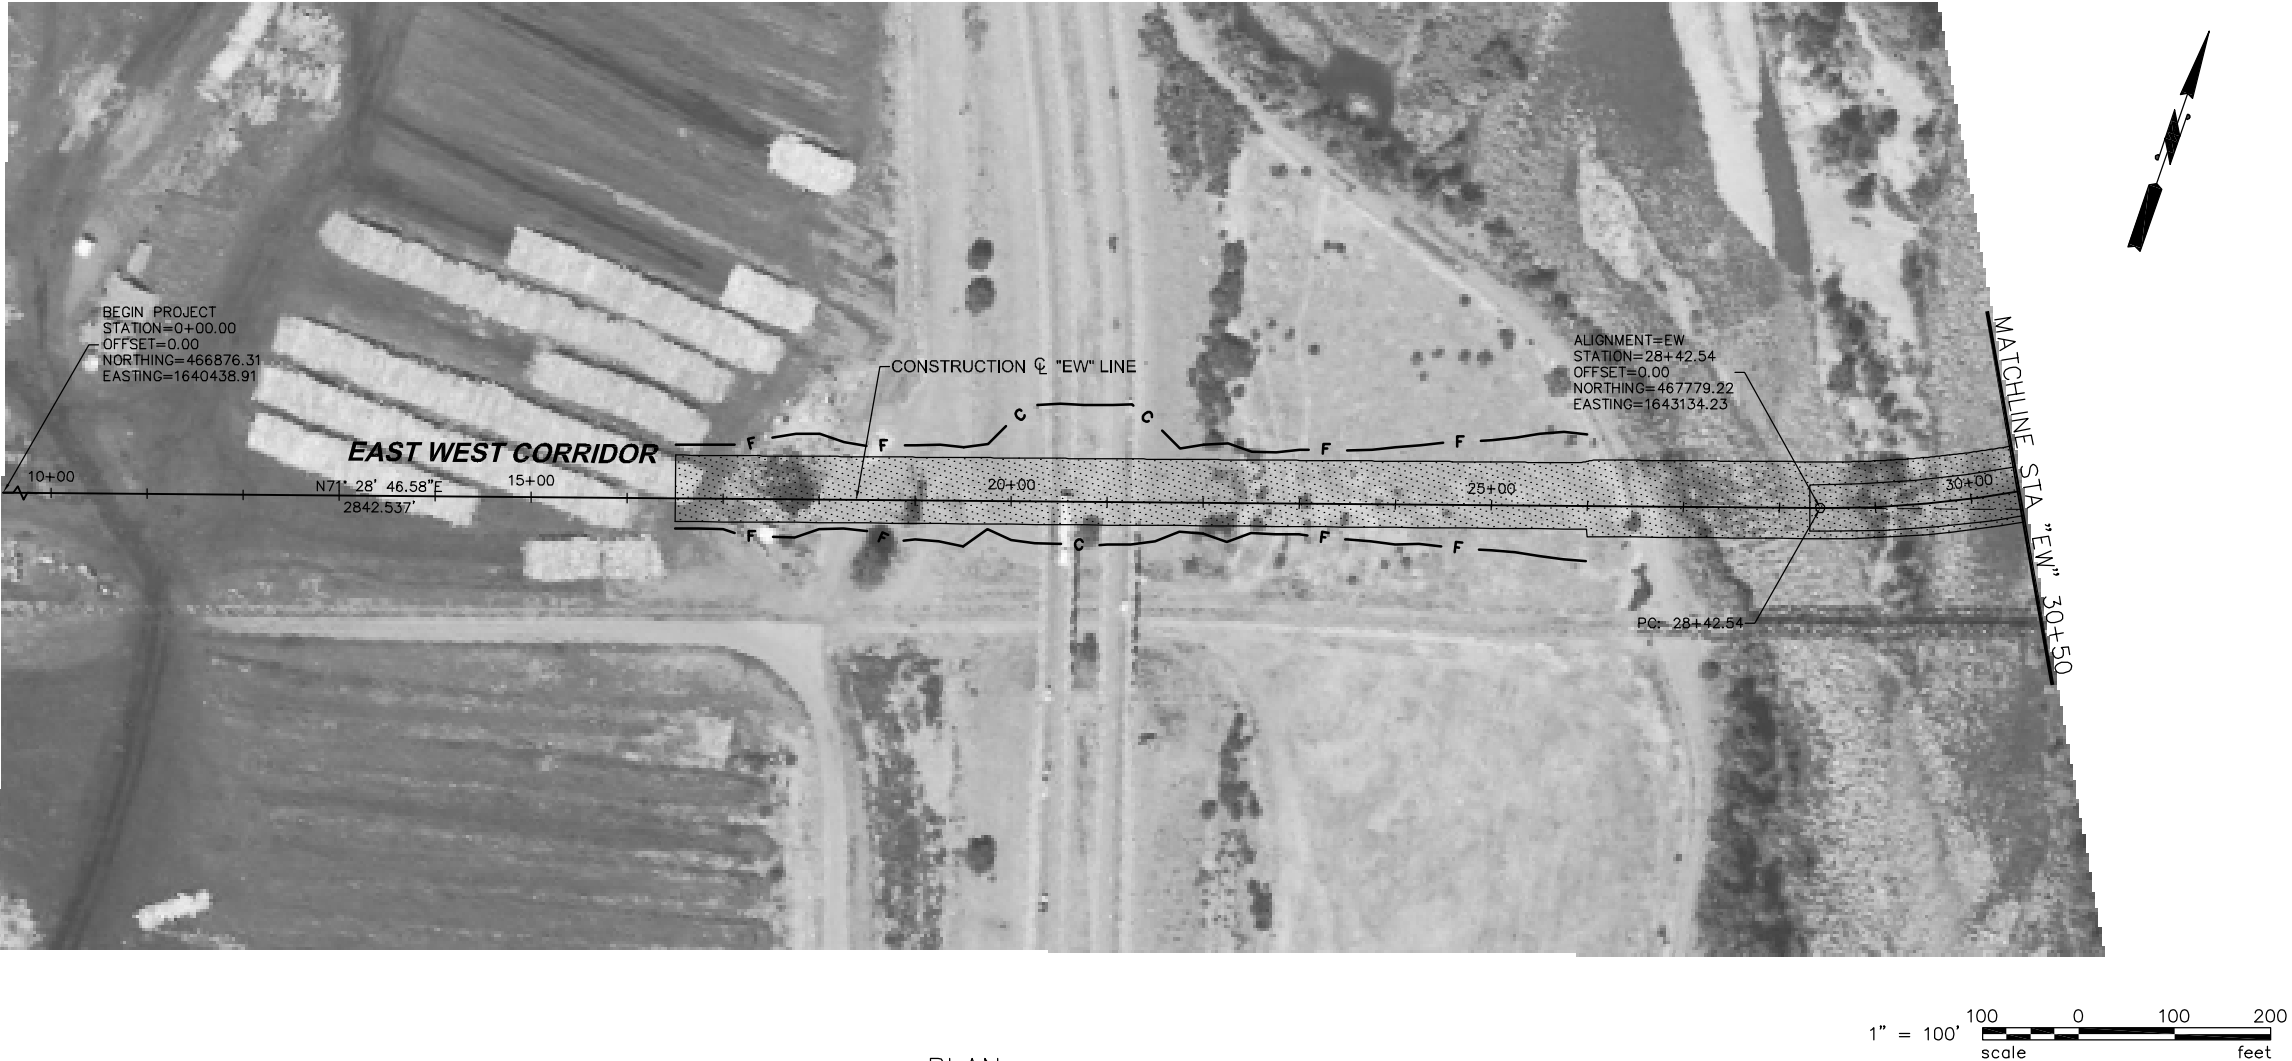 BEGIN PROJECT
STATION=0+00.00
OFFSET=0.00
NORTHING=466876.31
EASTING=1640438.91
CONSTRUCTION ℄ "EW" LINE
ALIGNMENT=EW
STATION=28+42.54
OFFSET=0.00
NORTHING=467779.22
EASTING=1643134.23
MATCHLINE STA "EW" 30+50
C
C
F
F
F
F
EAST WEST CORRIDOR
10+00
N71° 28' 46.58"E
2842.537'
15+00
20+00
25+00
30+00
F
F
C
F
F
PC: 28+42.54
1" = 100'
100 0 100 200
scale feet